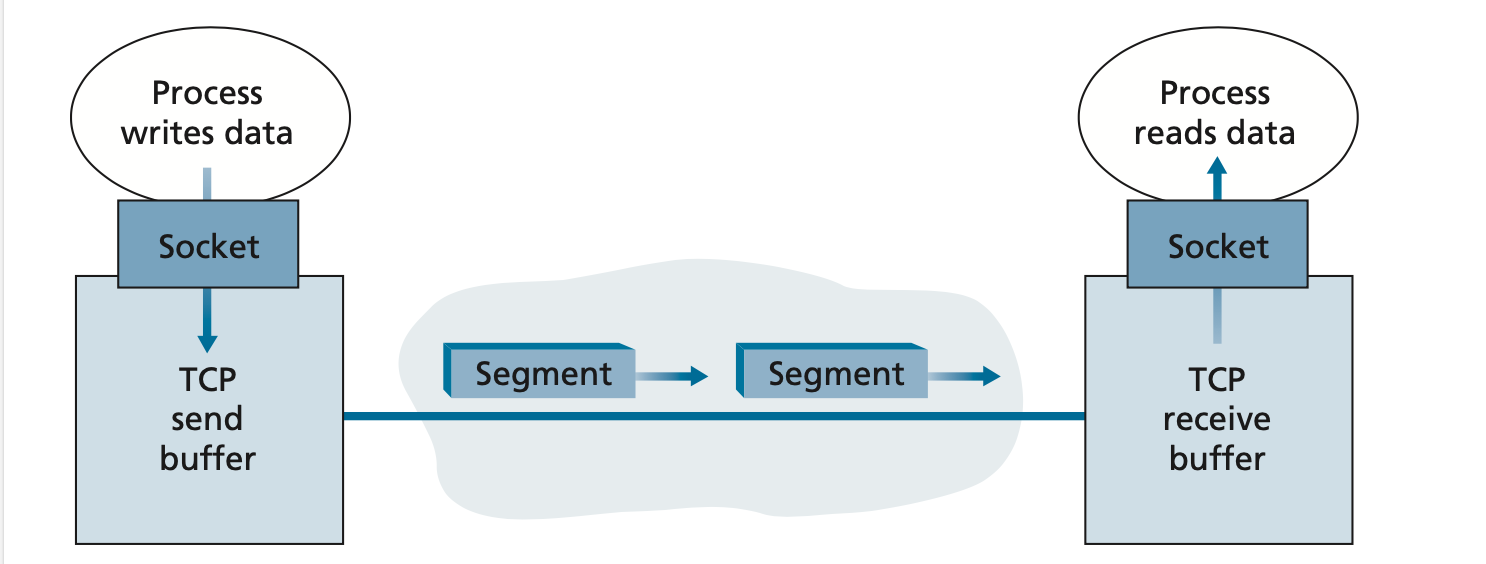 Process
writes data
Socket
TCP
send
buffer
Segment
Segment
Process
reads data
Socket
TCP
receive
buffer